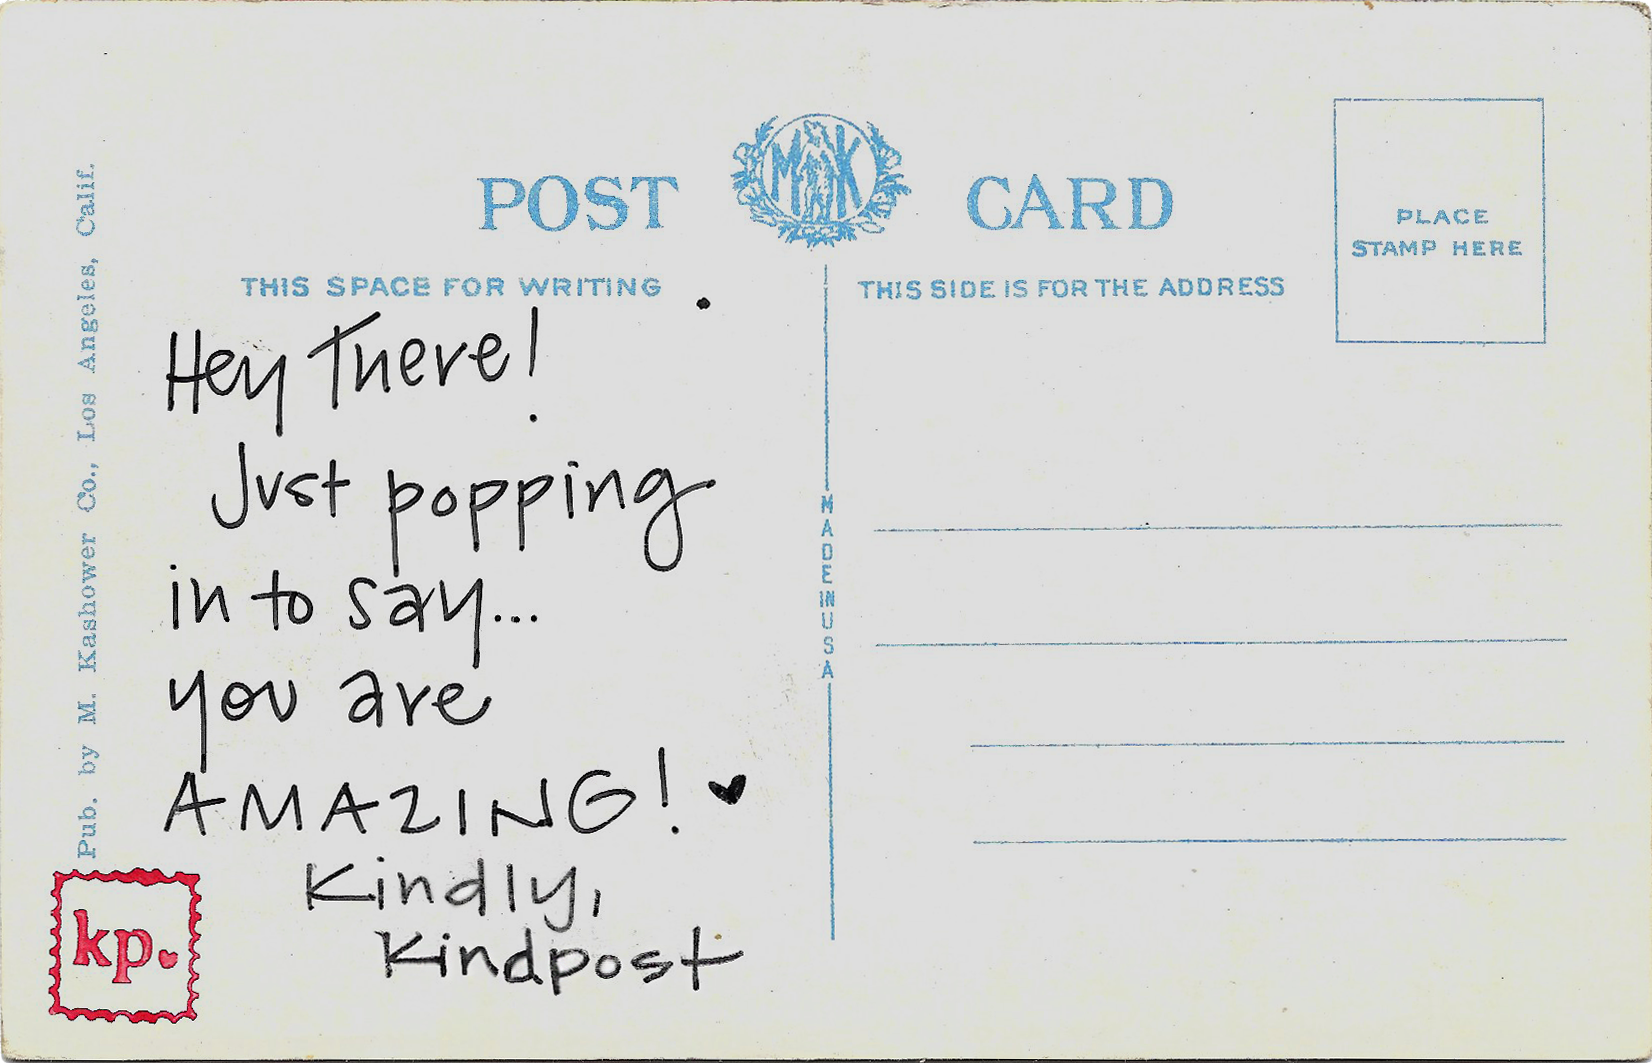 POST MK CARD
PLACE
STAMP HERE
THIS SPACE FOR WRITING
THIS SIDE IS FOR THE ADDRESS
Hey There!
Just popping
in to say...
you are
AMAZING! ♥
Kindly,
Kindpost
kp.
Pub. by M. Kashower Co., Los Angeles, Calif.
MADE IN USA